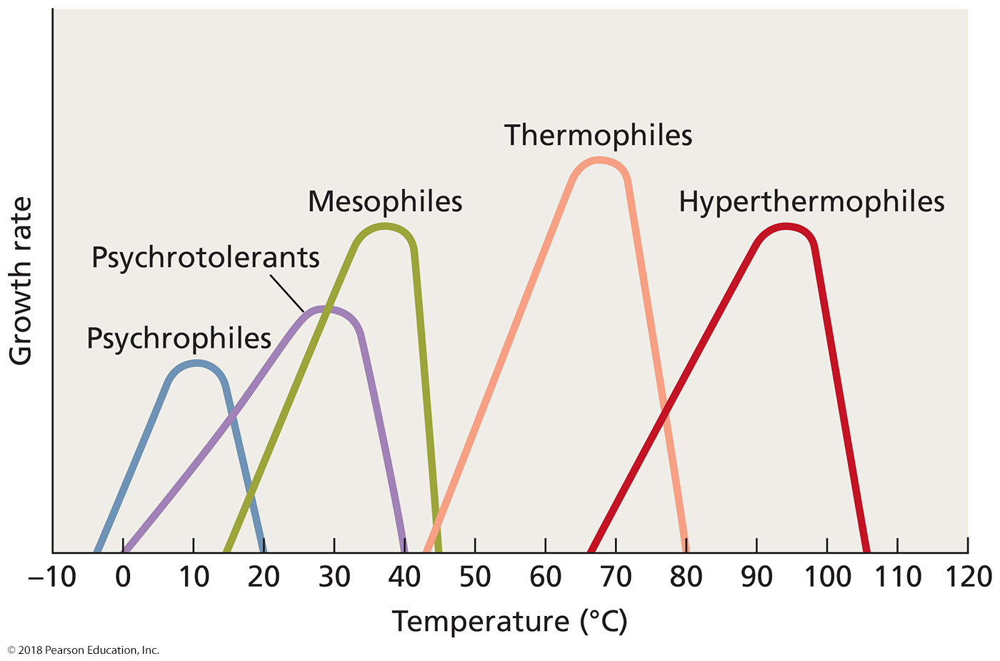 Thermophiles
Mesophiles
Hyperthermophiles
Psychrotolerants
Psychrophiles
Growth rate
–10 0 10 20 30 40 50 60 70 80 90 100 110 120
Temperature (°C)
© 2018 Pearson Education, Inc.